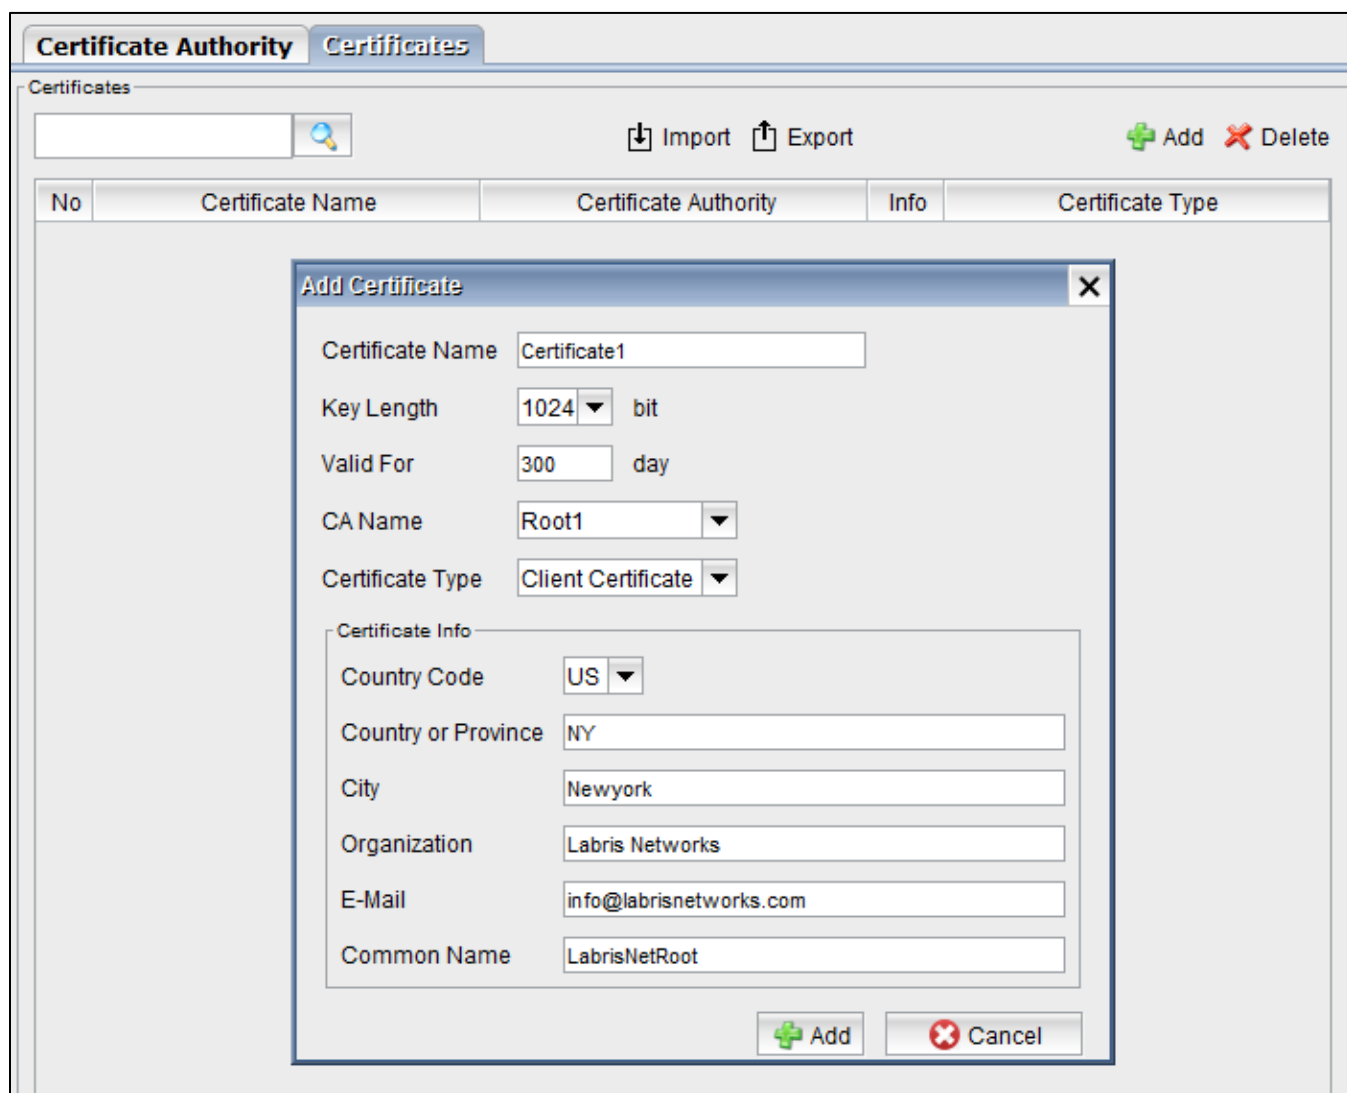 Certificate Authority Certificates
Certificates
Import Export Add Delete
No Certificate Name Certificate Authority Info Certificate Type
Add Certificate
Certificate Name Certificate1
Key Length 1024 bit
Valid For 300 day
CA Name Root1
Certificate Type Client Certificate
Certificate Info
Country Code US
Country or Province NY
City Newyork
Organization Labris Networks
E-Mail info@labrisnetworks.com
Common Name LabrisNetRoot
Add Cancel